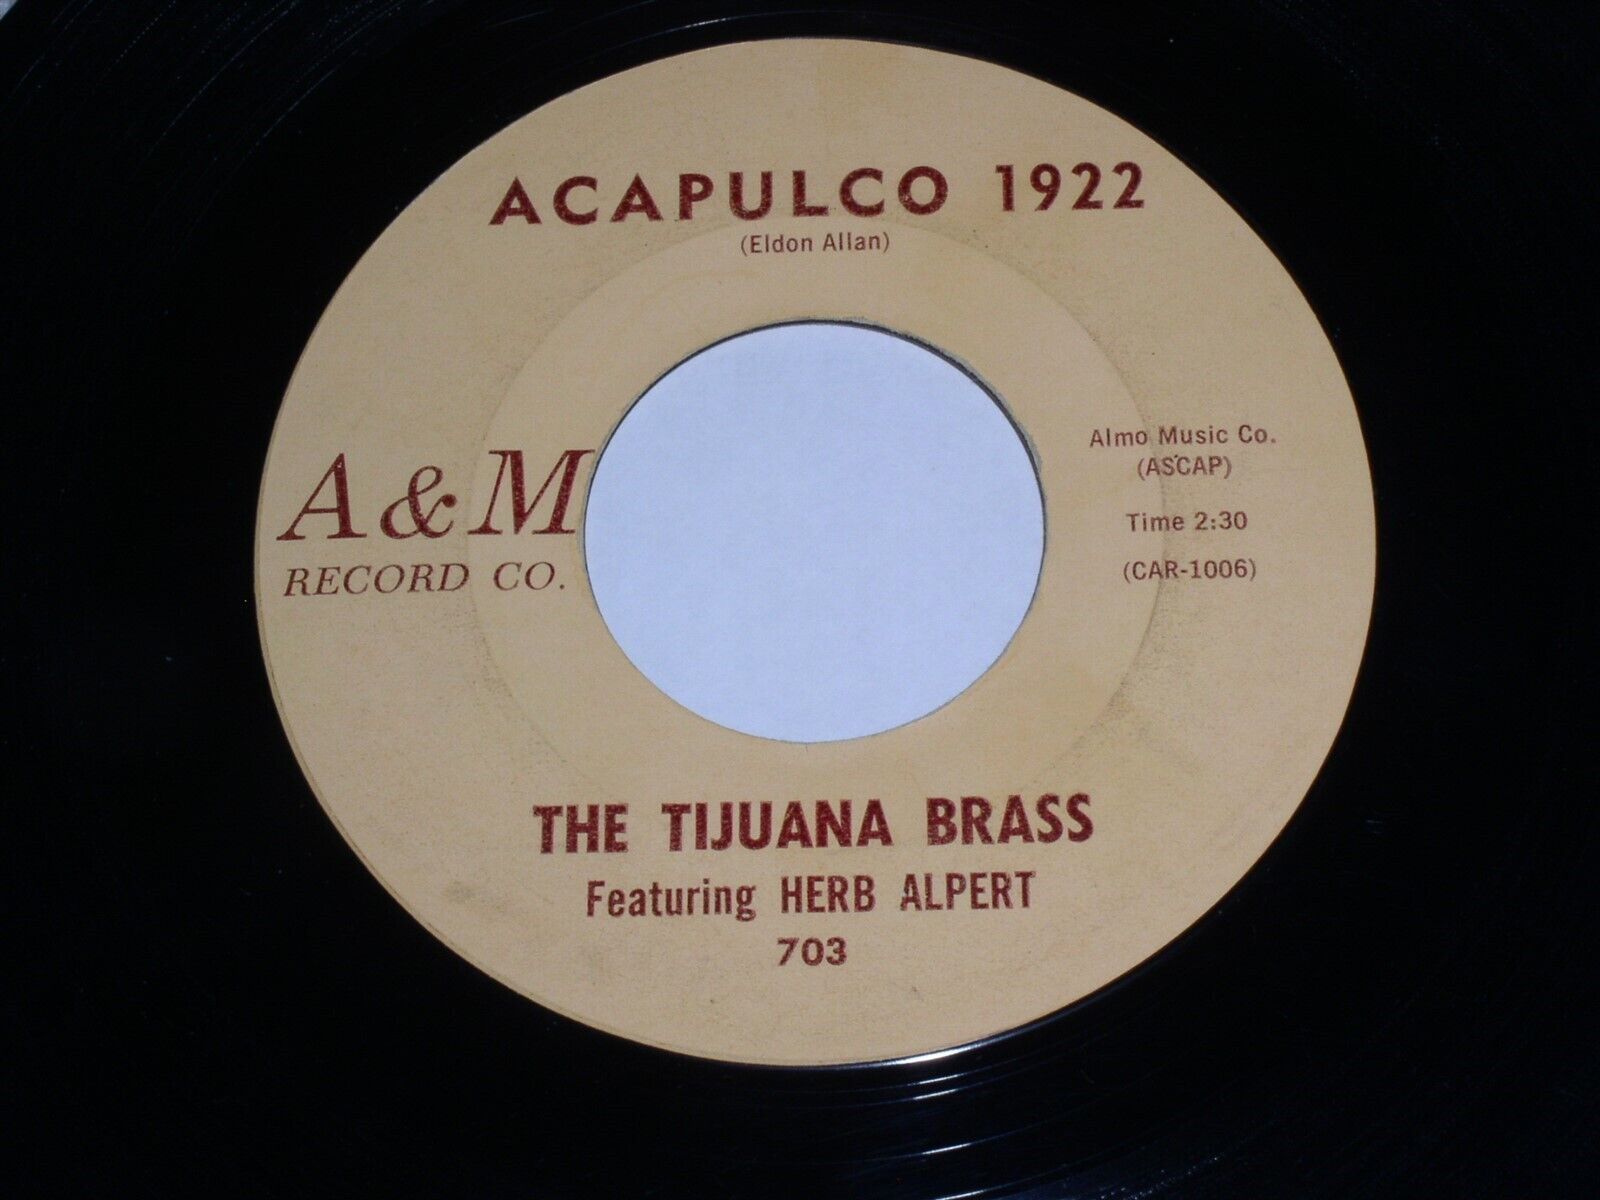 ACAPULCO 1922
(Eldon Allan)
A & M
RECORD CO.
Almo Music Co.
(ASCAP)
Time 2:30
(CAR-1006)
THE TIJUANA BRASS
Featuring HERB ALPERT
703